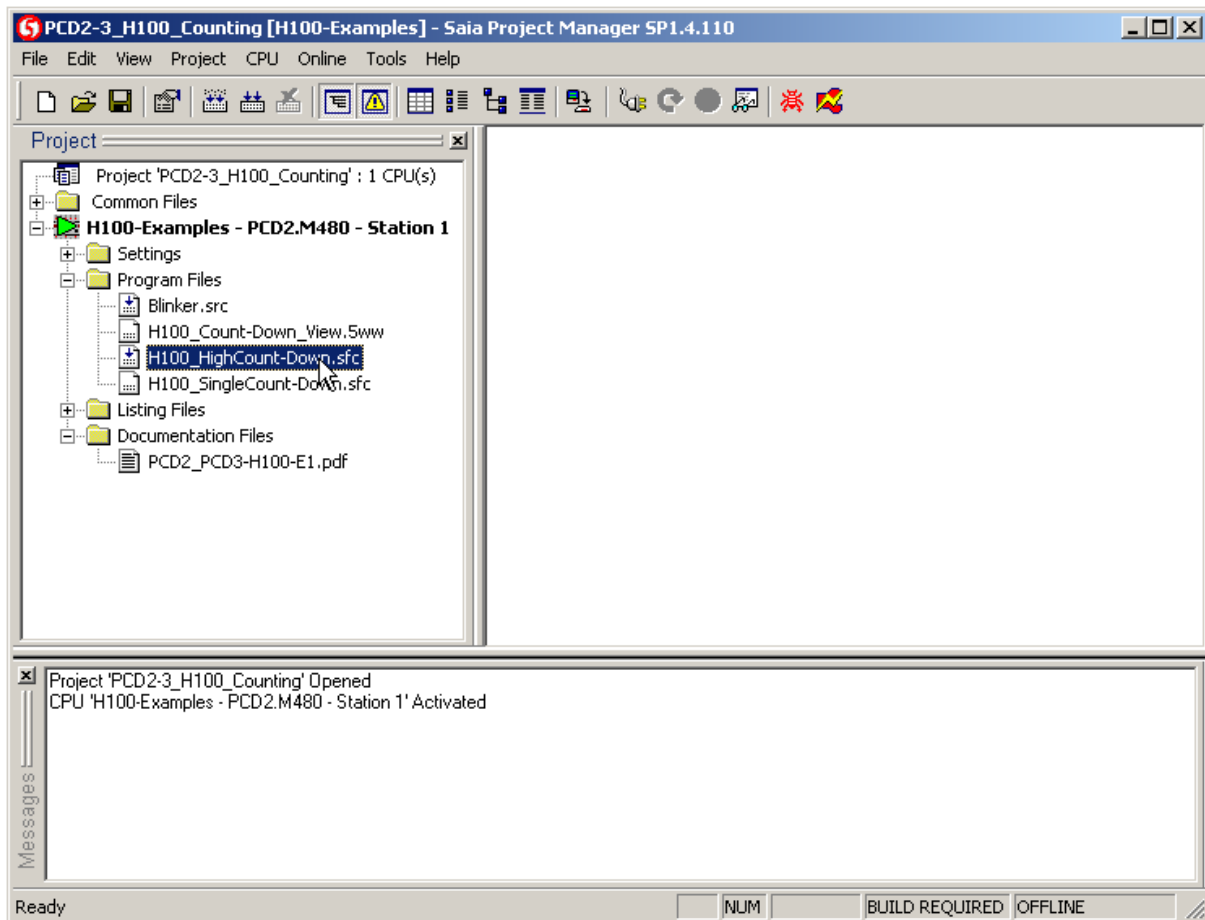 PCD2-3_H100_Counting [H100-Examples] - Saia Project Manager SP1.4.110
File Edit View Project CPU Online Tools Help
Project
Project 'PCD2-3_H100_Counting' : 1 CPU(s)
Common Files
H100-Examples - PCD2.M480 - Station 1
Settings
Program Files
Blinker.src
H100_Count-Down_View.5ww
H100_HighCount-Down.sfc
H100_SingleCount-Down.sfc
Listing Files
Documentation Files
PCD2_PCD3-H100-E1.pdf
Project 'PCD2-3_H100_Counting' Opened
CPU 'H100-Examples - PCD2.M480 - Station 1' Activated
Messages
Ready NUM BUILD REQUIRED OFFLINE